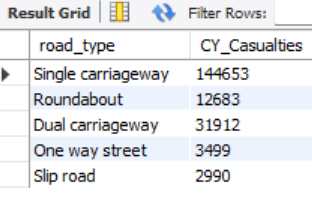 Result Grid Filter Rows:
road_type CY_Casualties
Single carriageway 144653
Roundabout 12683
Dual carriageway 31912
One way street 3499
Slip road 2990